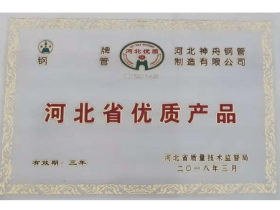 牌 河北神舟钢管
钢 管 制造有限公司
河北优质
河北省优质产品
有效期：三年
河北省质量技术监督局
二〇一八年三月